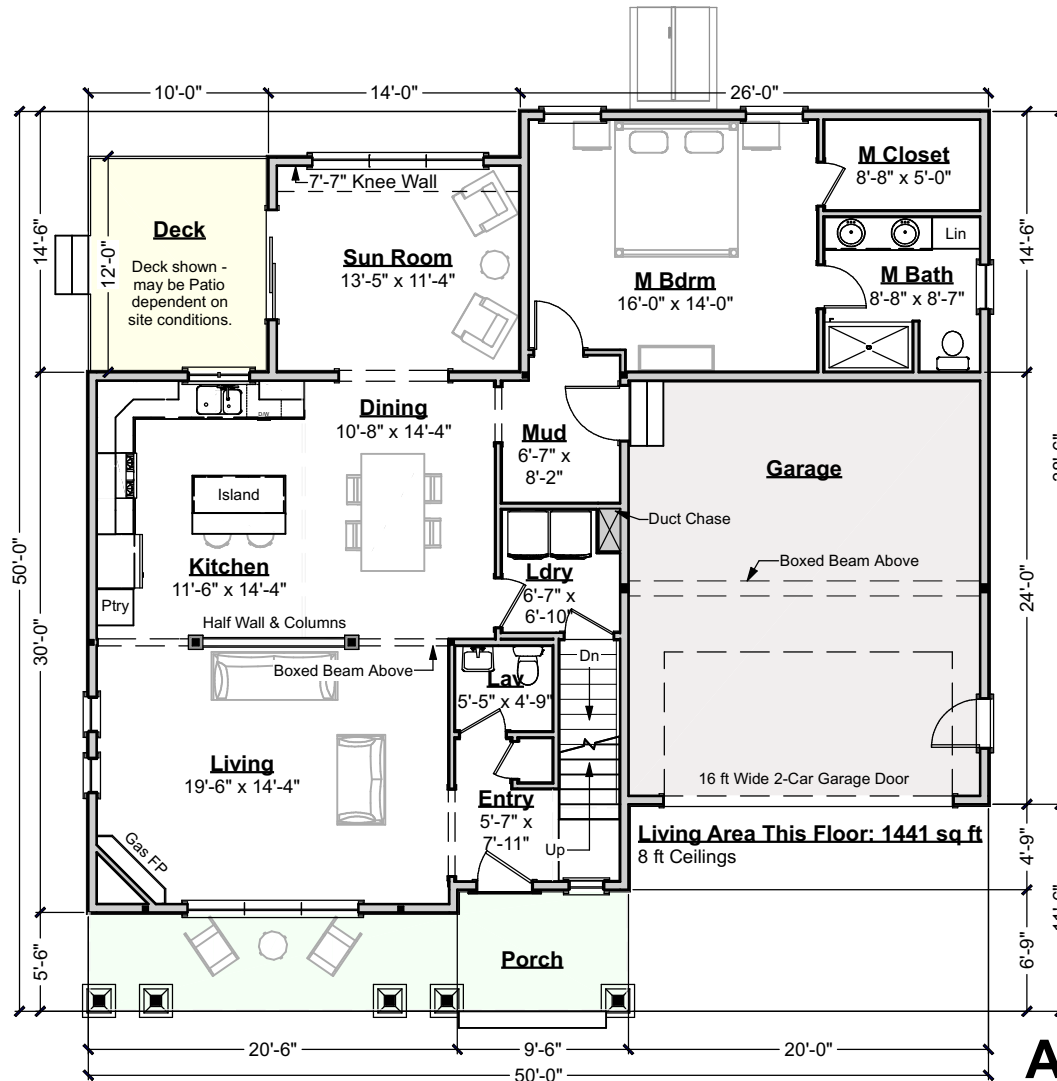 10'-0"
14'-0"
26'-0"
M Closet
8'-8" x 5'-0"
7'-7" Knee Wall
Deck
Deck shown -
may be Patio
dependent on
site conditions.
14'-6"
12'-0"
Sun Room
13'-5" x 11'-4"
M Bdrm
16'-0" x 14'-0"
Lin
M Bath
8'-8" x 8'-7"
14'-6"
Dining
10'-8" x 14'-4"
D/W
Mud
6'-7" x
8'-2"
Garage
Island
Duct Chase
50'-0"
Kitchen
11'-6" x 14'-4"
Ldry
6'-7" x
6'-10"
Boxed Beam Above
24'-0"
Ptry
Half Wall & Columns
30'-0"
Boxed Beam Above
Dn
Lav
5'-5" x 4'-9"
Living
19'-6" x 14'-4"
16 ft Wide 2-Car Garage Door
Entry
5'-7" x
7'-11"
Up
Gas FP
Living Area This Floor: 1441 sq ft
8 ft Ceilings
4'-9"
5'-6"
Porch
6'-9"
20'-6"
9'-6"
20'-0"
50'-0"
A